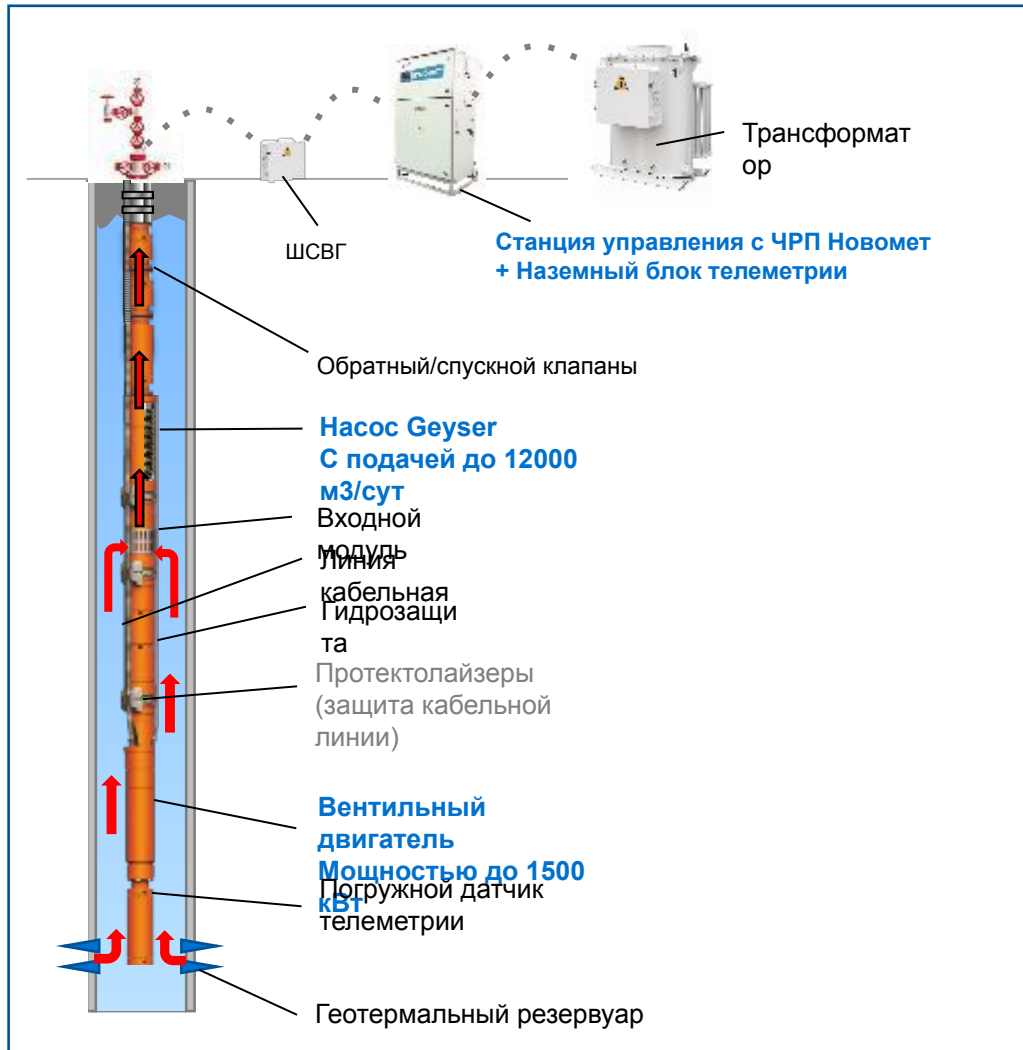 Трансформат
ор
Станция управления с ЧРП Новомет
+ Наземный блок телеметрии
ШСВГ
Обратный/спускной клапаны
Насос Geyser
С подачей до 12000
м3/сут
Входной
модуль
Линия
кабельная
Гидрозащи
та
Протектолайзеры
(защита кабельной
линии)
Вентильный
двигатель
Мощностью до 1500
кВт
Погружной датчик
телеметрии
Геотермальный резервуар